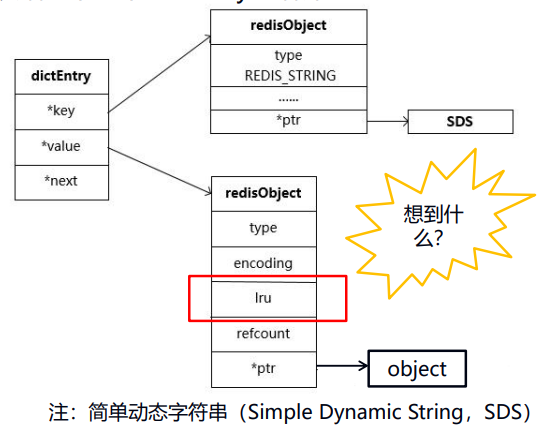 redisObject
type
REDIS_STRING
......
*ptr
SDS
dictEntry
*key
*value
*next
redisObject
type
encoding
lru
refcount
*ptr
object
想到什
么?
注：简单动态字符串（Simple Dynamic String，SDS）